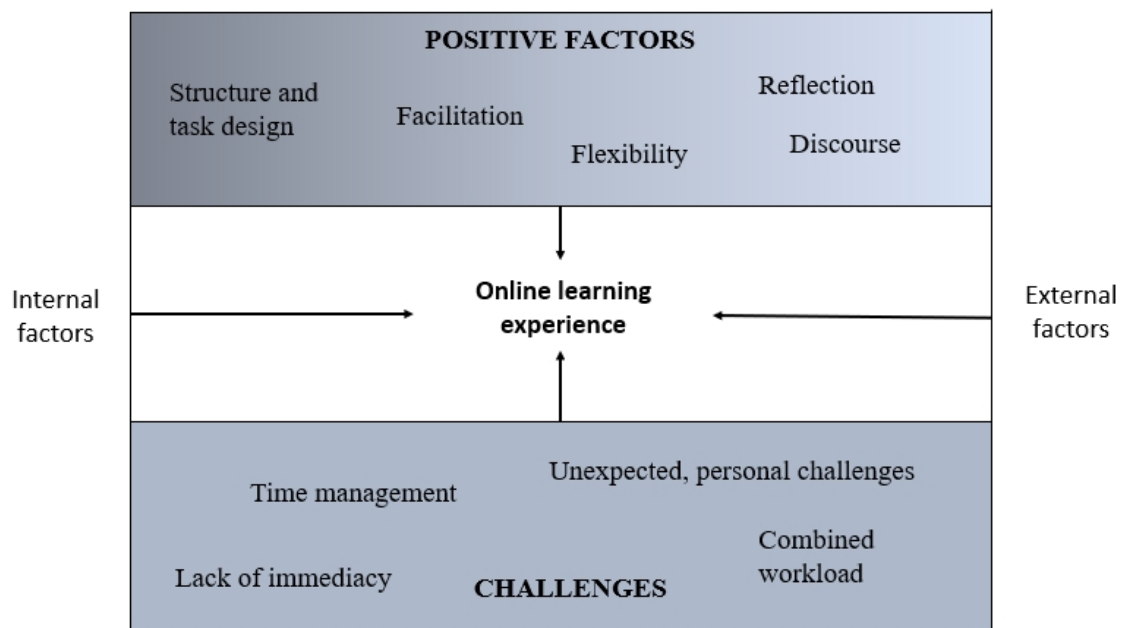 POSITIVE FACTORS
Structure and
task design
Facilitation
Flexibility
Reflection
Discourse
Internal
factors
Online learning
experience
External
factors
Time management
Unexpected, personal challenges
Lack of immediacy
Combined
workload
CHALLENGES